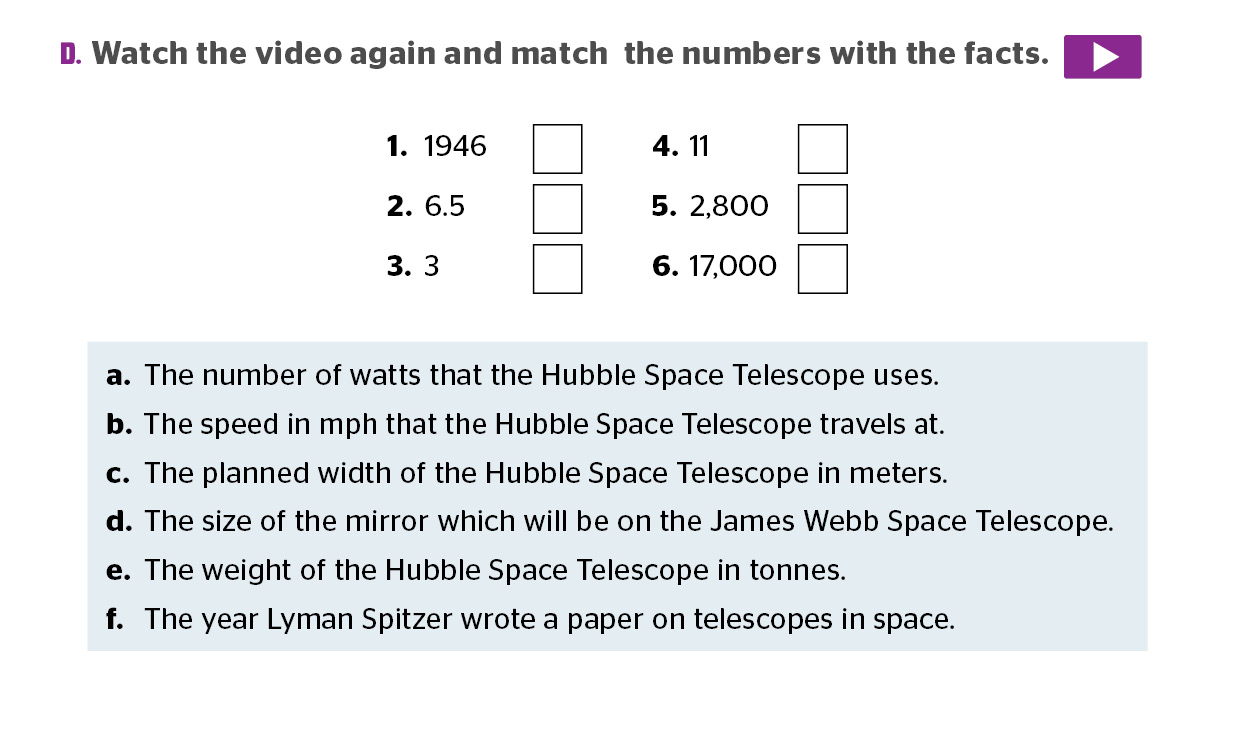 D. Watch the video again and match the numbers with the facts.
1. 1946 4. 11
2. 6.5 5. 2,800
3. 3 6. 17,000
a. The number of watts that the Hubble Space Telescope uses.
b. The speed in mph that the Hubble Space Telescope travels at.
c. The planned width of the Hubble Space Telescope in meters.
d. The size of the mirror which will be on the James Webb Space Telescope.
e. The weight of the Hubble Space Telescope in tonnes.
f. The year Lyman Spitzer wrote a paper on telescopes in space.